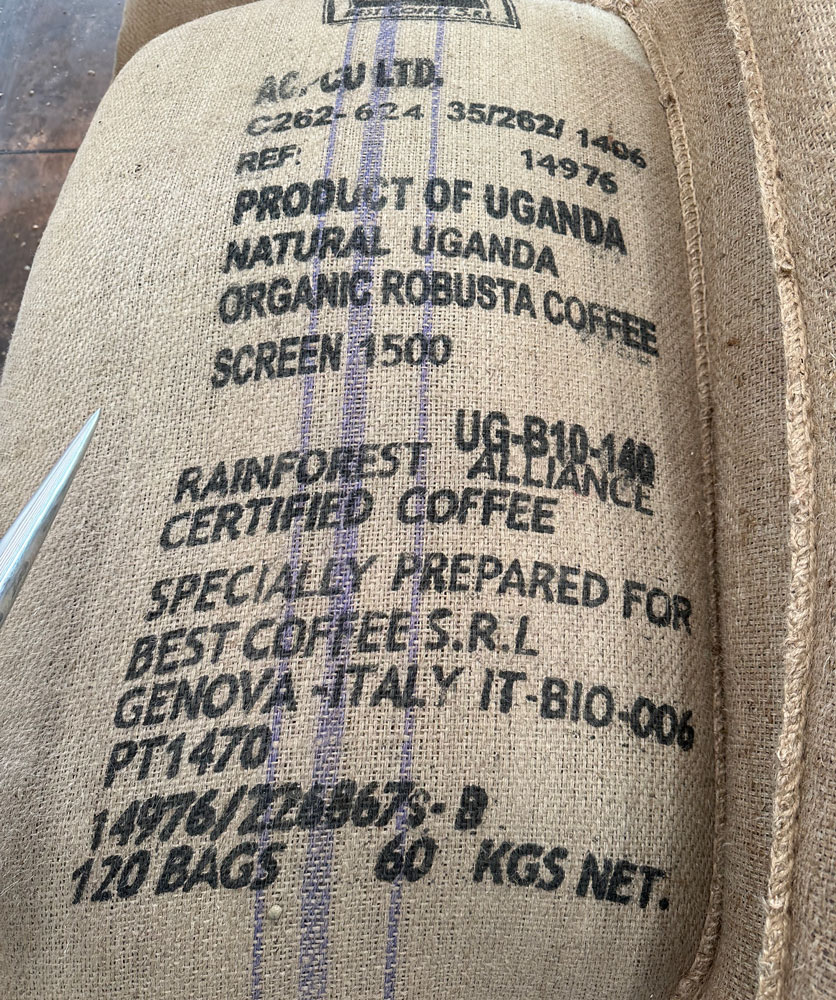 LTD.
C262-624 35/262/ 1406
REF: 14976
PRODUCT OF UGANDA
NATURAL UGANDA
ORGANIC ROBUSTA COFFEE
SCREEN 1500
UG-B10-140
RAINFOREST ALLIANCE
CERTIFIED COFFEE
SPECIALLY PREPARED FOR
BEST COFFEE S.R.L
GENOVA -ITALY IT-BIO-006
PT1470
120 BAGS 60 KGS NET.